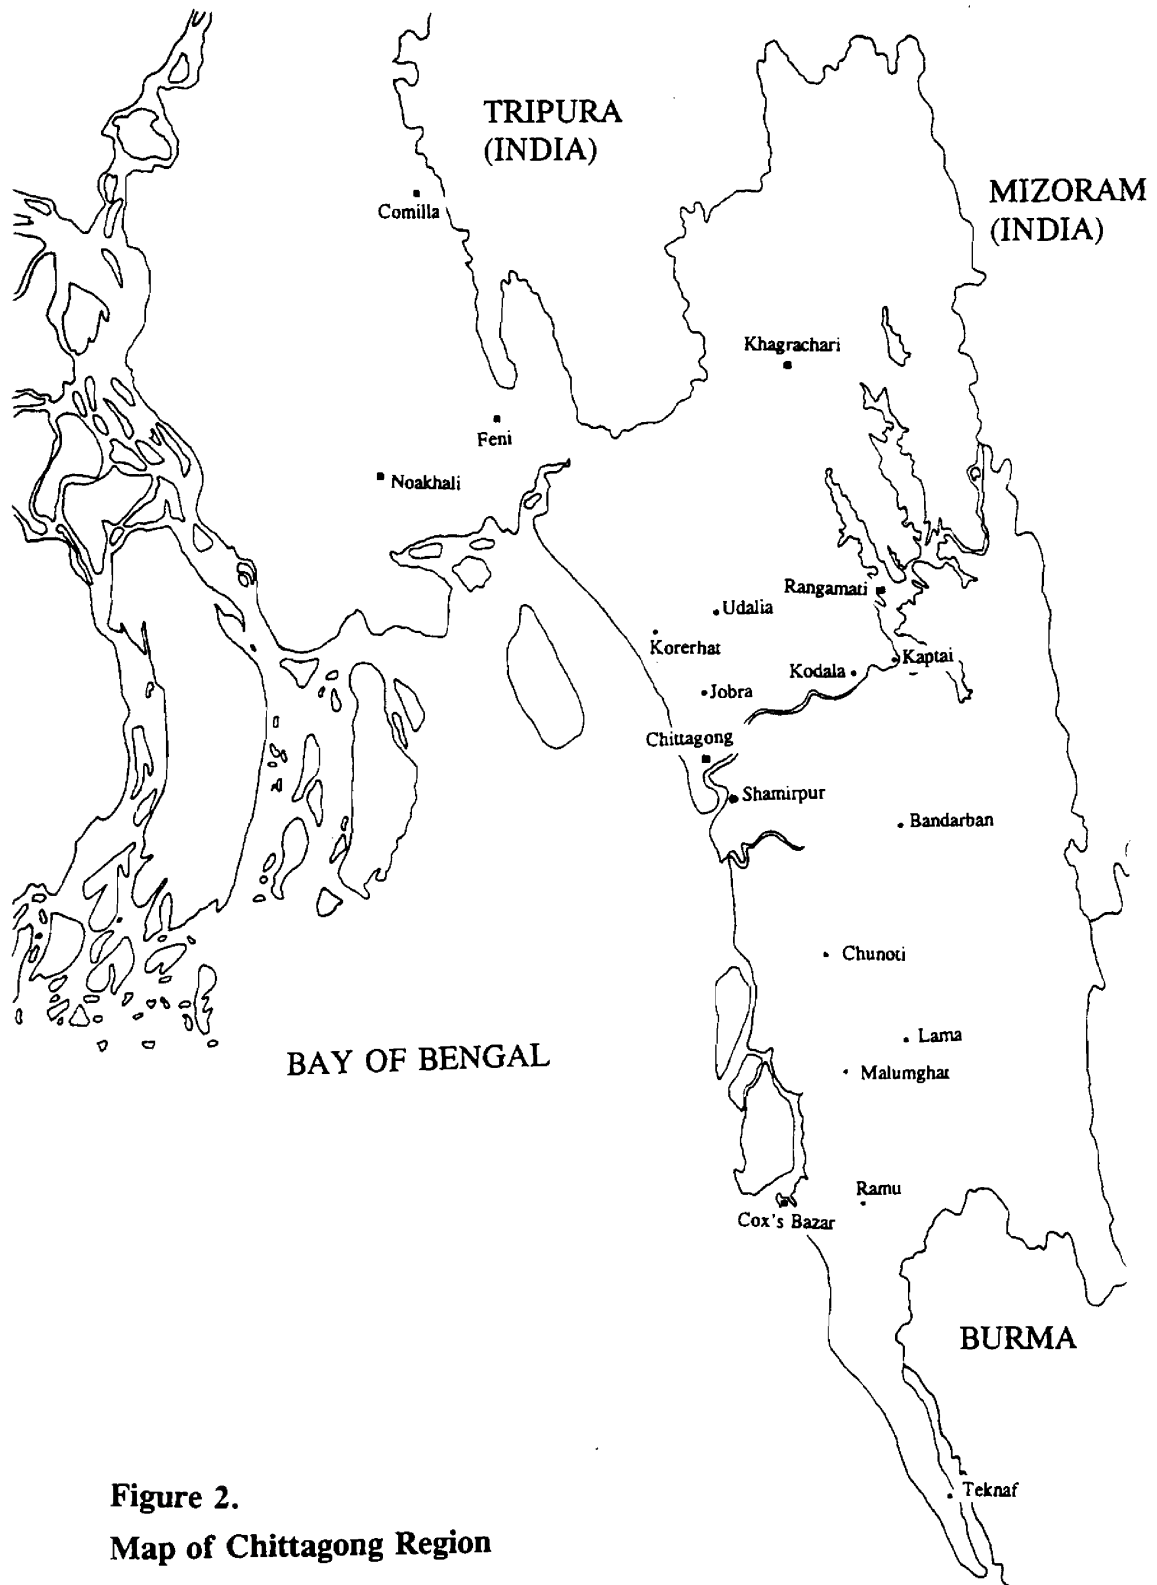 TRIPURA
(INDIA)
MIZORAM
(INDIA)
Comilla
Khagrachari
Feni
Noakhali
Rangamati
Udalia
Korerhat
Kaptai
Kodala
Jobra
Chittagong
Shamirpur
Bandarban
Chunoti
Lama
BAY OF BENGAL
Malumghat
Ramu
Cox's Bazar
BURMA
Teknaf
Figure 2.
Map of Chittagong Region